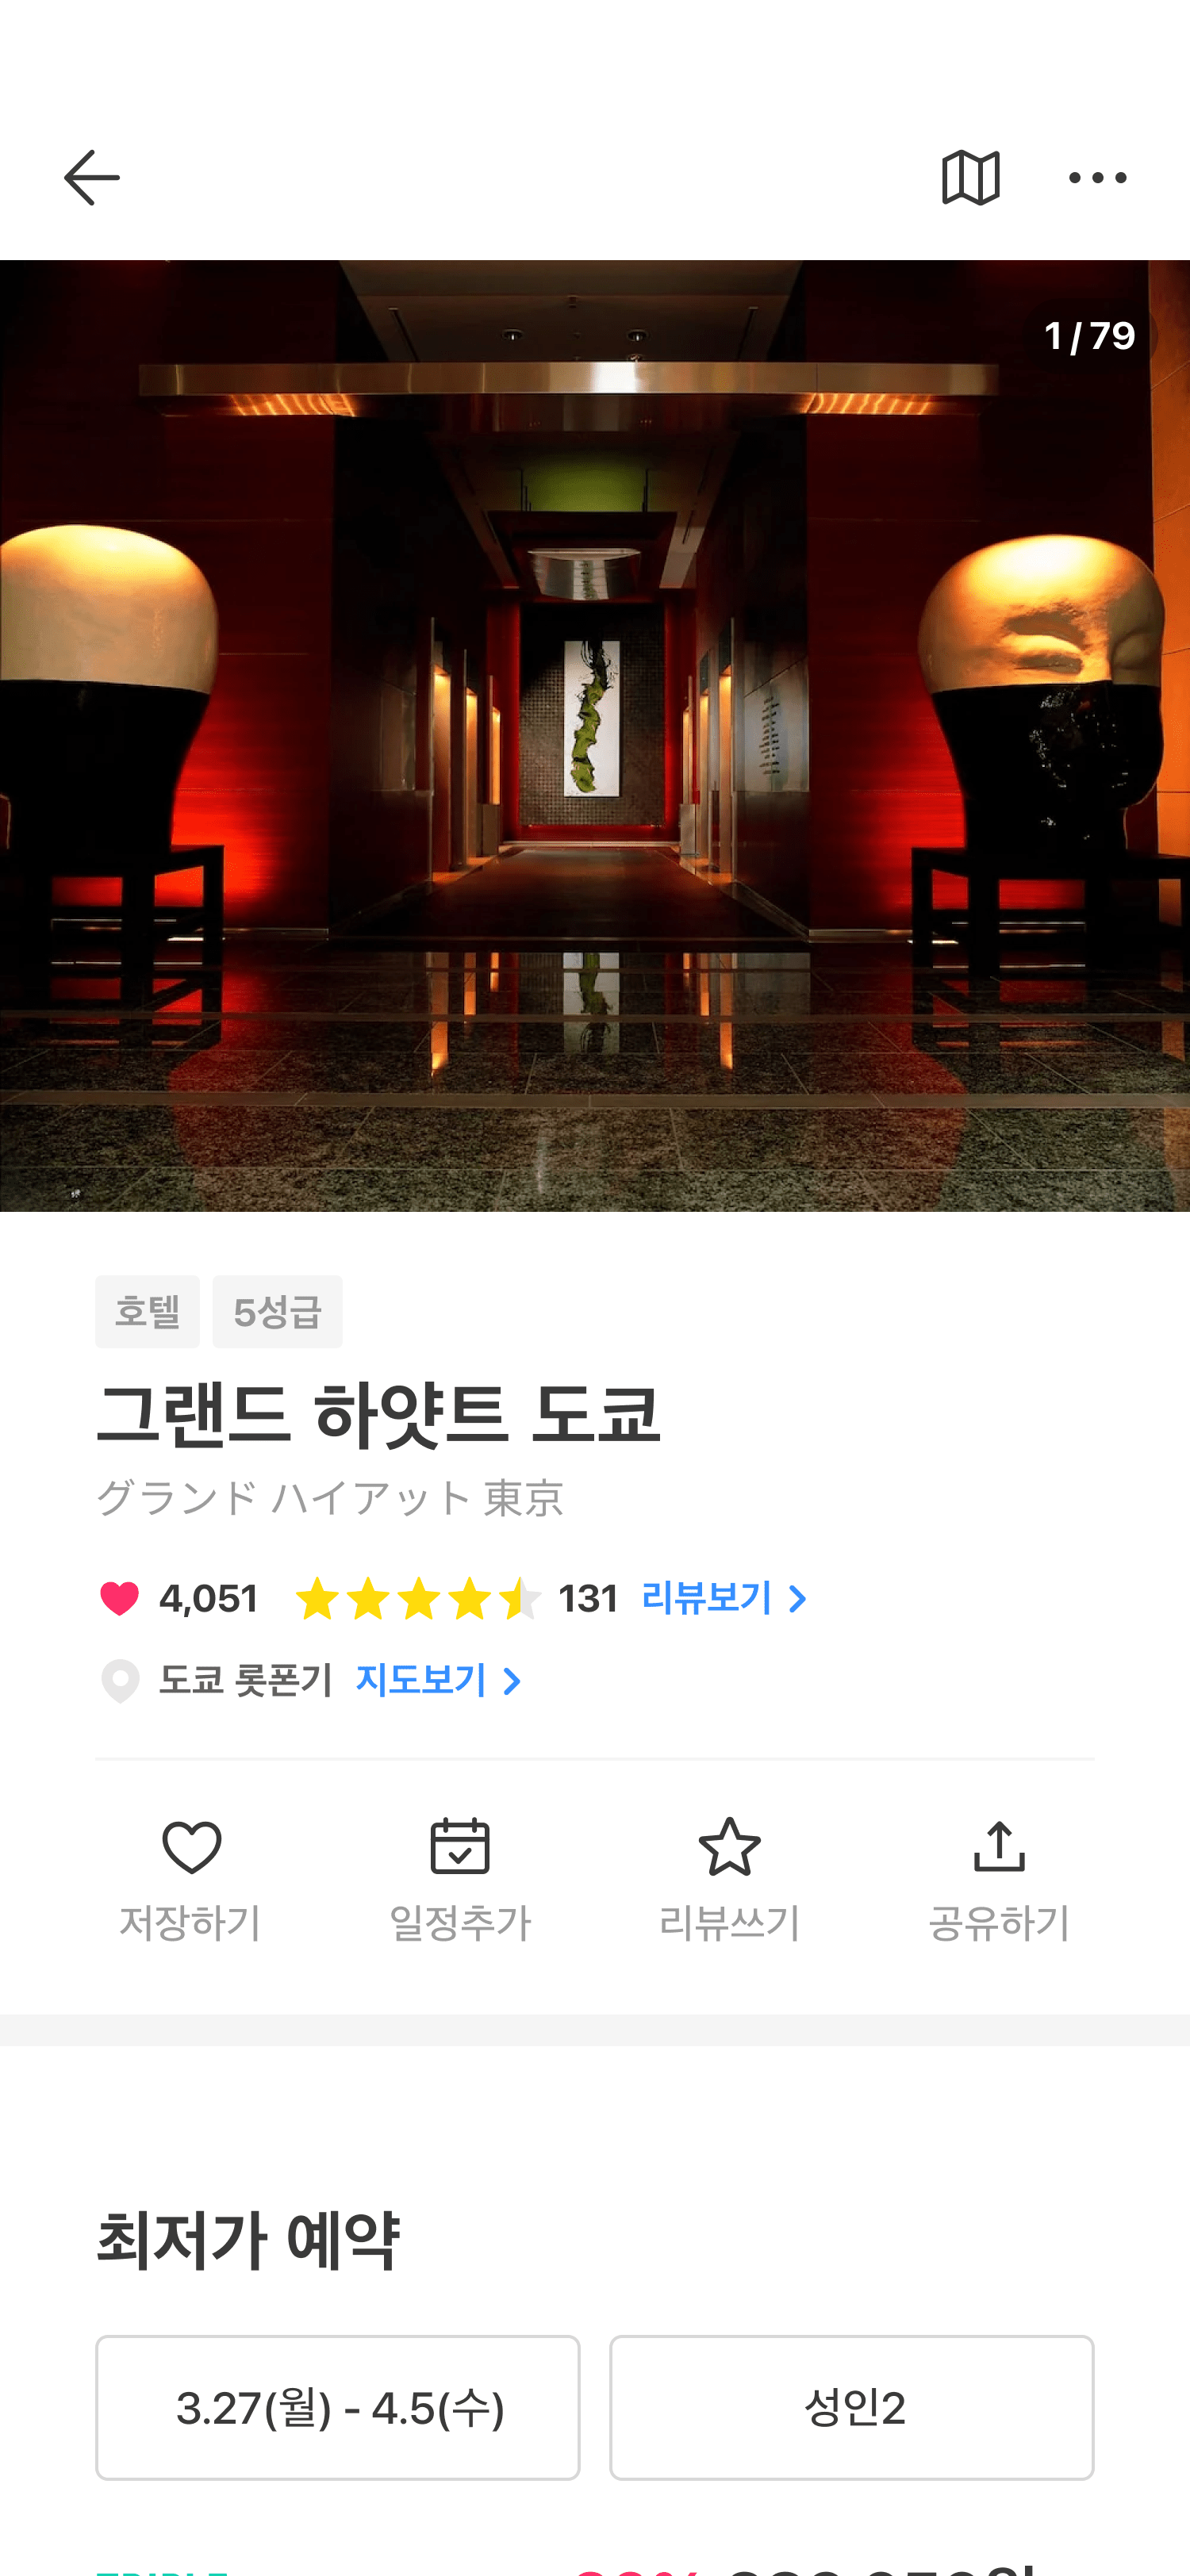 1 / 79
호텔 5성급
그랜드 하얏트 도쿄
グランド ハイアット 東京
4,051 131 리뷰보기
도쿄 롯폰기 지도보기
저장하기 일정추가 리뷰쓰기 공유하기
최저가 예약
3.27(월) - 4.5(수) 성인2